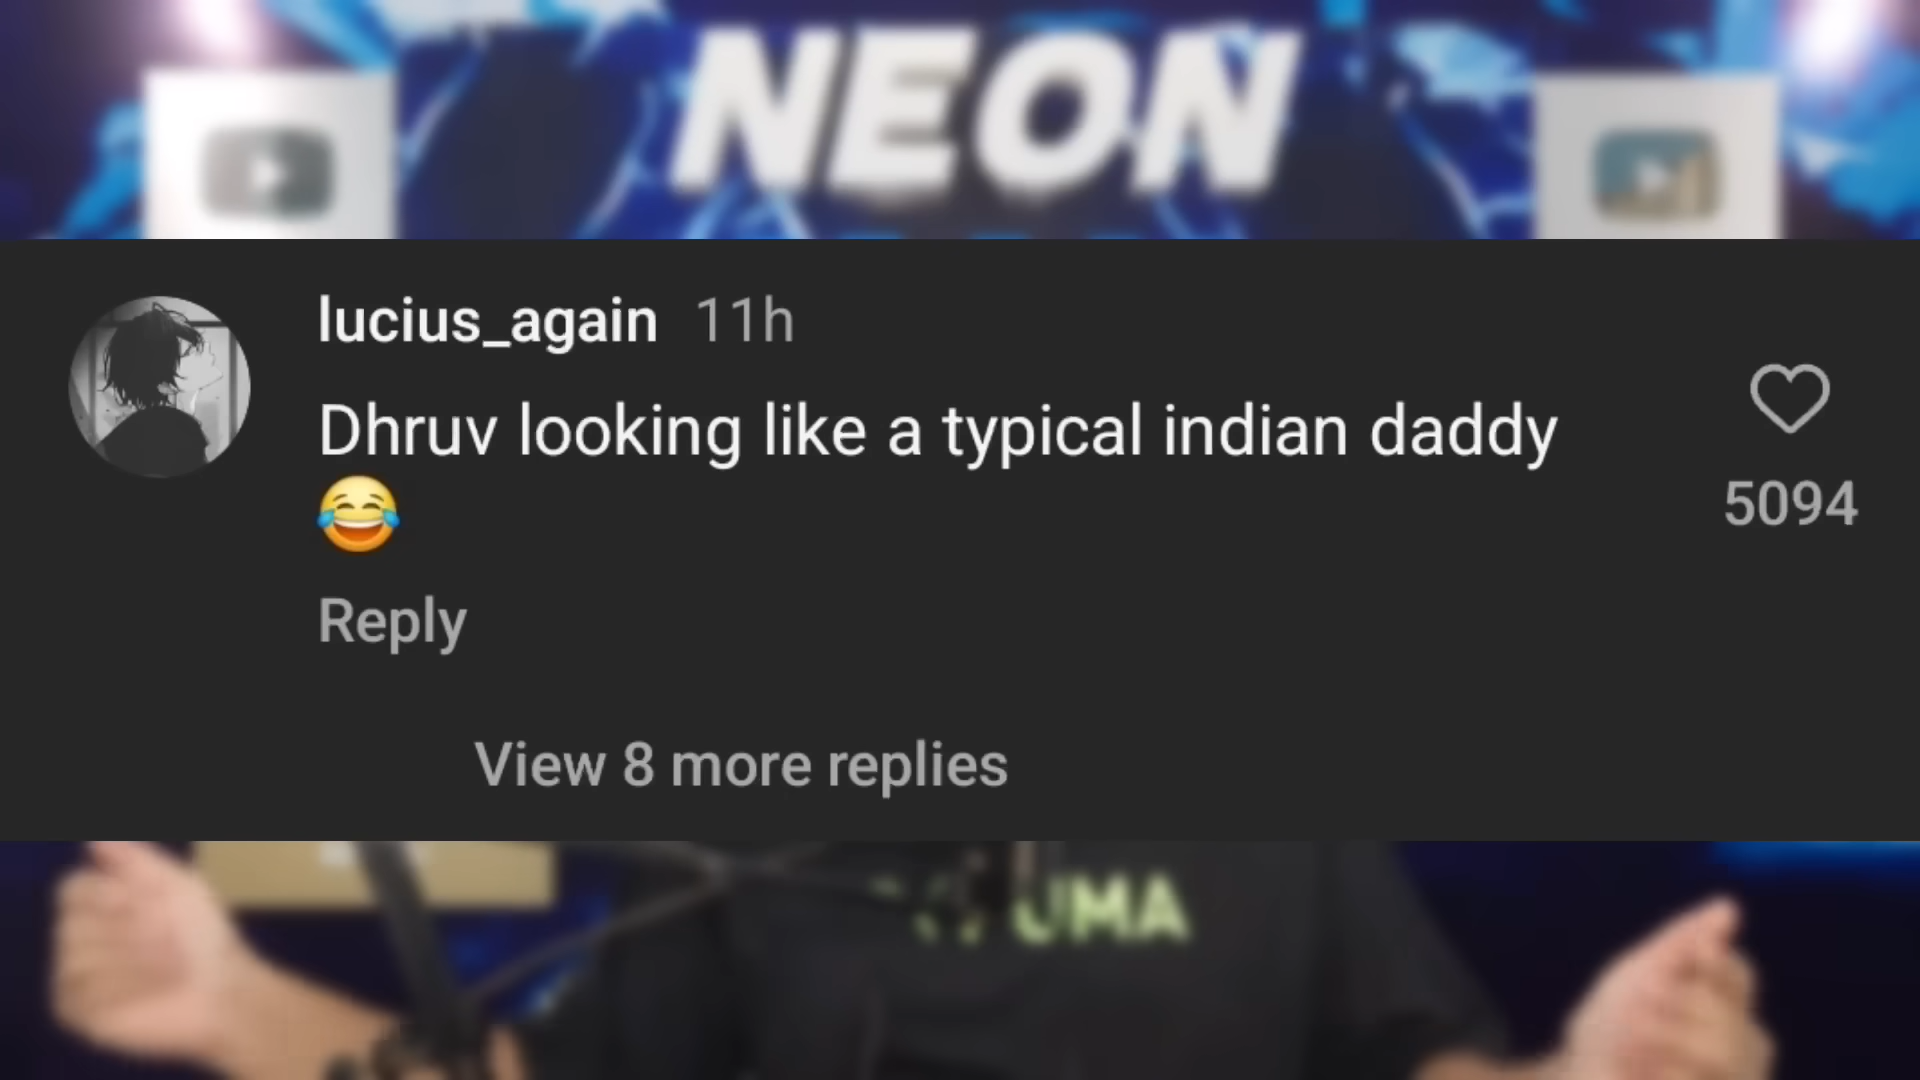 NEON
lucius_again 11h
Dhruv looking like a typical indian daddy
😂
5094
Reply
View 8 more replies
UMA